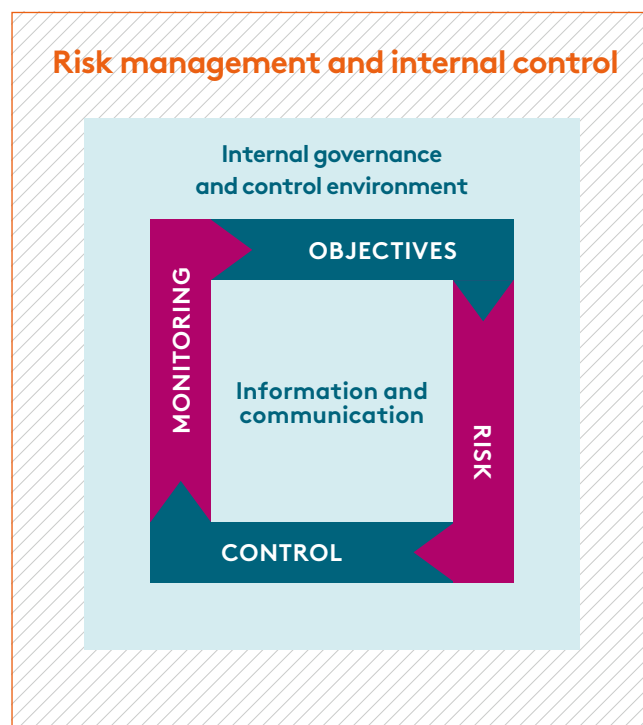 Risk management and internal control
Internal governance
and control environment
OBJECTIVES
MONITORING
Information and
communication
RISK
CONTROL